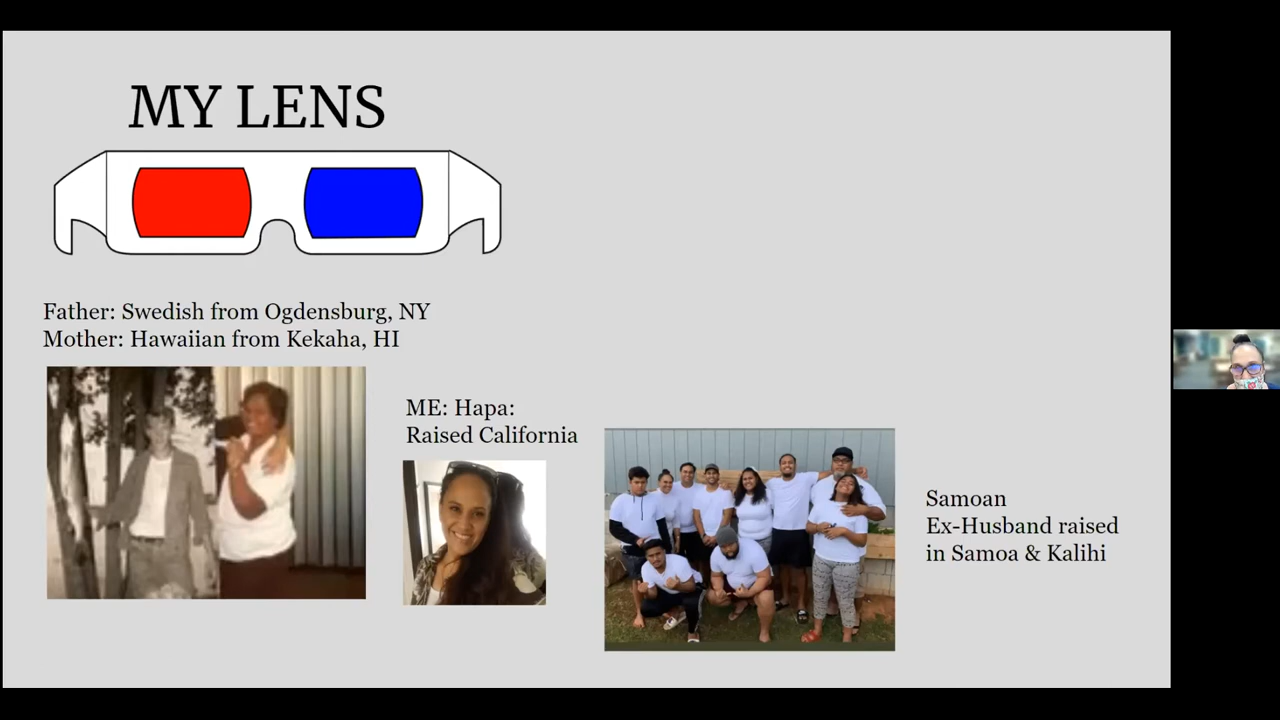 MY LENS
Father: Swedish from Ogdensburg, NY
Mother: Hawaiian from Kekaha, HI
ME: Hapa:
Raised California
Samoan
Ex-Husband raised
in Samoa & Kalihi